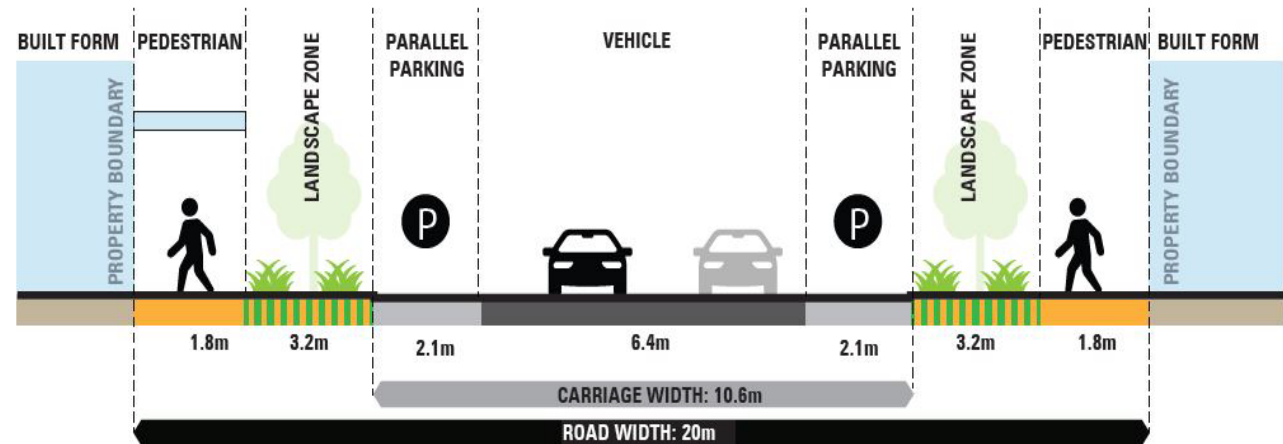 BUILT FORM
PEDESTRIAN
LANDSCAPE ZONE
PARALLEL
PARKING
VEHICLE
PARALLEL
PARKING
LANDSCAPE ZONE
PEDESTRIAN
BUILT FORM
PROPERTY BOUNDARY
P
P
PROPERTY BOUNDARY
1.8m
3.2m
2.1m
6.4m
2.1m
3.2m
1.8m
CARRIAGE WIDTH: 10.6m
ROAD WIDTH: 20m